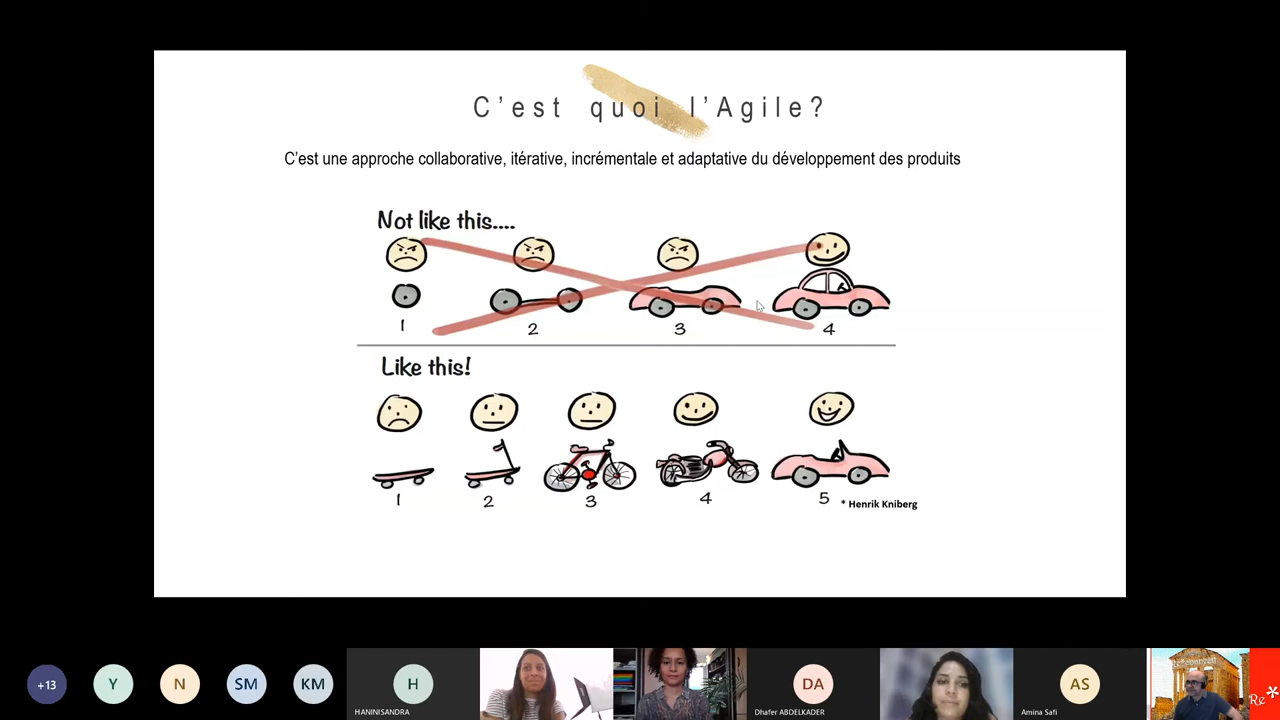 C'est quoi l'Agile?
C'est une approche collaborative, itérative, incrémentale et adaptative du développement des produits
Not like this....
1 2 3 4
Like this!
1 2 3 4 5
* Henrik Kniberg
+13 Y N SM KM H DA AS
HANINISANDRA
Dhafer ABDELKADER
Amina Safi
Re*